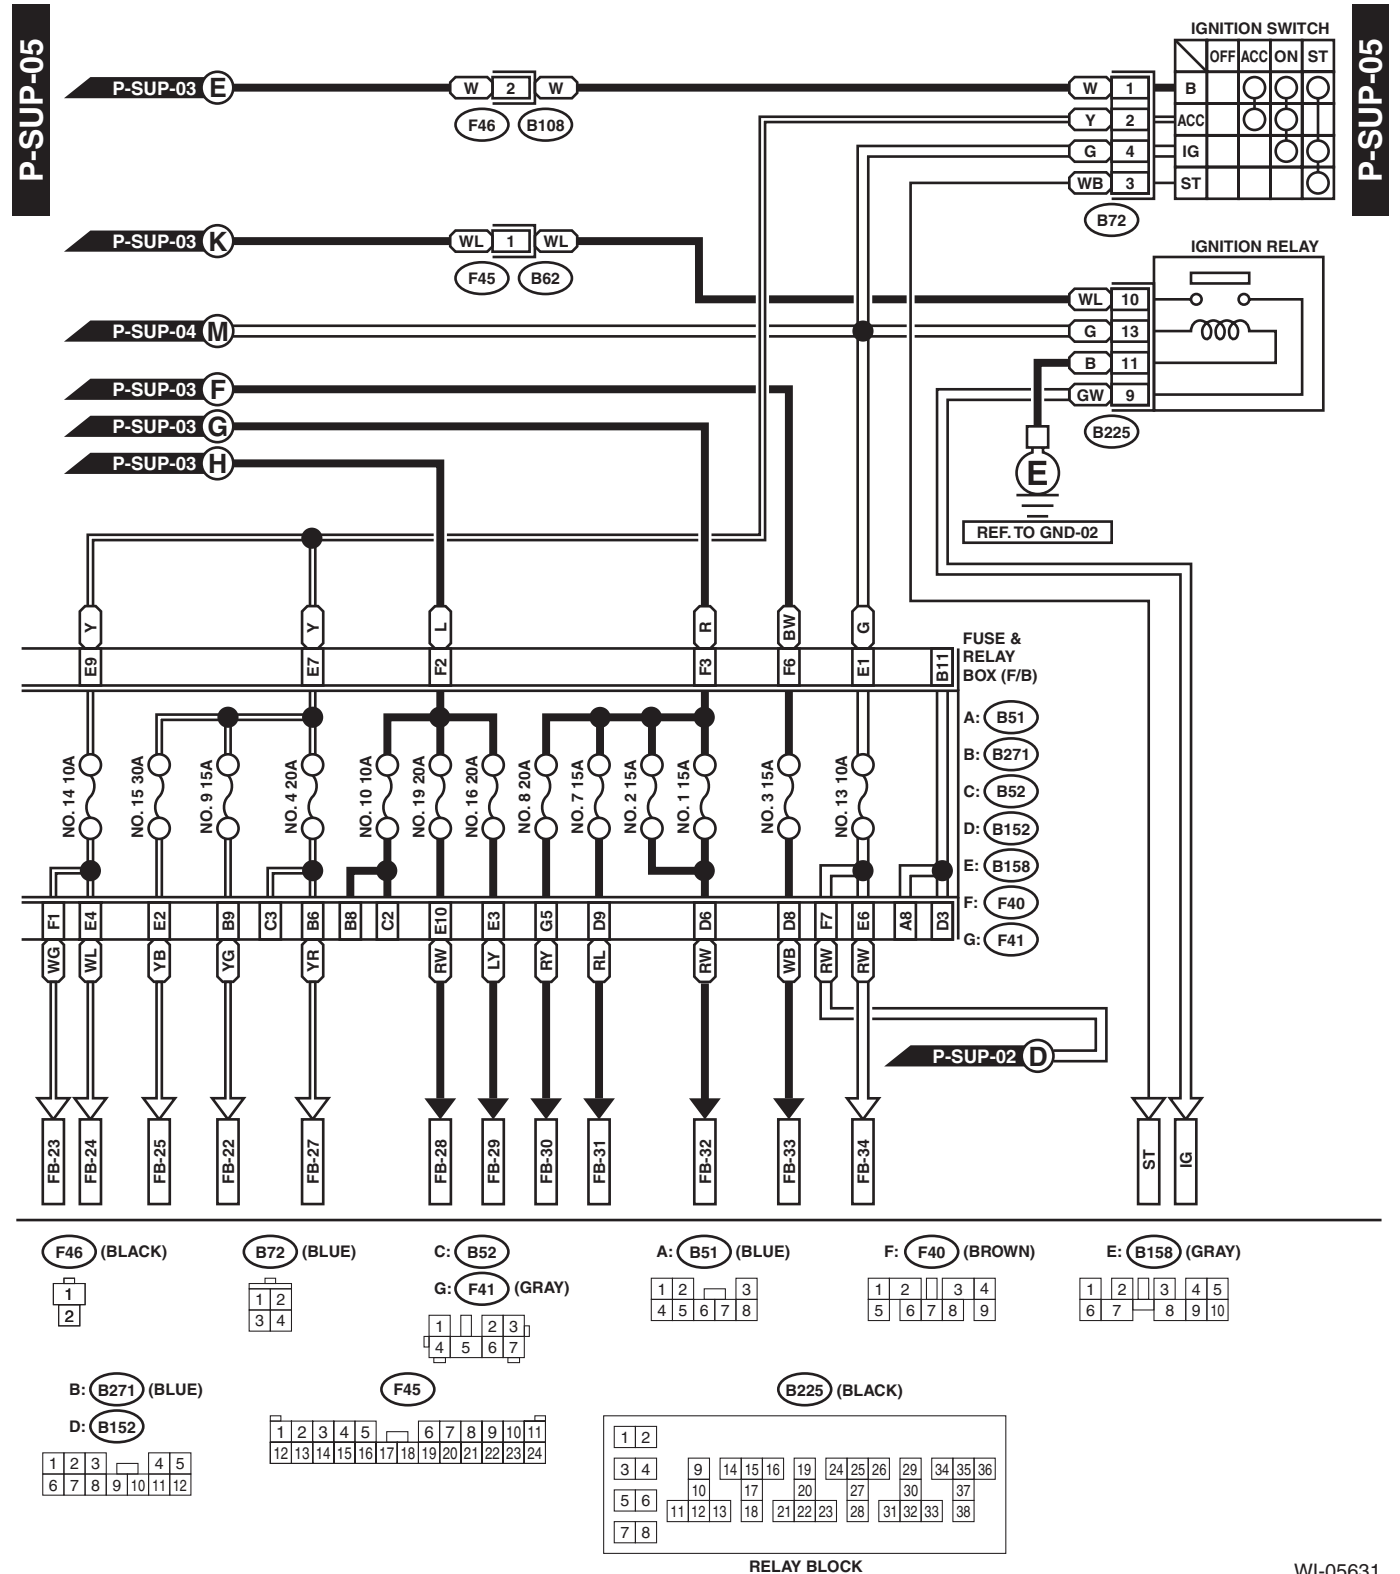 P-SUP-05
P-SUP-05
IGNITION SWITCH
OFF ACC ON ST
B
ACC
IG
ST
P-SUP-03 E
W 2 W
F46 B108
W 1
Y 2
G 4
WB 3
B72
P-SUP-03 K
WL 1 WL
F45 B62
IGNITION RELAY
WL 10
G 13
B 11
GW 9
B225
P-SUP-04 M
P-SUP-03 F
P-SUP-03 G
P-SUP-03 H
E
REF. TO GND-02
Y Y L R BW G
E9 E7 F2 F3 F6 E1 B11
FUSE &
RELAY
BOX (F/B)
A: B51
B: B271
C: B52
D: B152
E: B158
F: F40
G: F41
NO. 14 10A
NO. 15 30A
NO. 9 15A
NO. 4 20A
NO. 10 10A
NO. 19 20A
NO. 16 20A
NO. 8 20A
NO. 7 15A
NO. 2 15A
NO. 1 15A
NO. 3 15A
NO. 13 10A
F1 E4 E2 B9 C3 B6 B8 C2 E10 E3 G5 D9 D6 D8 F7 E6 A8 D3
WG WL YB YG YR RW LY RY RL RW WB RW RW
P-SUP-02 D
FB-23 FB-24 FB-25 FB-22 FB-27 FB-28 FB-29 FB-30 FB-31 FB-32 FB-33 FB-34 ST IG
F46 (BLACK)
1
2
B72 (BLUE)
1 2
3 4
C: B52
G: F41 (GRAY)
1 2 3
4 5 6 7
A: B51 (BLUE)
1 2 3
4 5 6 7 8
F: F40 (BROWN)
1 2 3 4
5 6 7 8 9
E: B158 (GRAY)
1 2 3 4 5
6 7 8 9 10
B: B271 (BLUE)
D: B152
1 2 3 4 5
6 7 8 9 10 11 12
F45
1 2 3 4 5 6 7 8 9 10 11
12 13 14 15 16 17 18 19 20 21 22 23 24
B225 (BLACK)
1 2
3 4 9 14 15 16 19 24 25 26 29 34 35 36
10 17 20 27 30 37
5 6 11 12 13 18 21 22 23 28 31 32 33 38
7 8
RELAY BLOCK
WI-05631